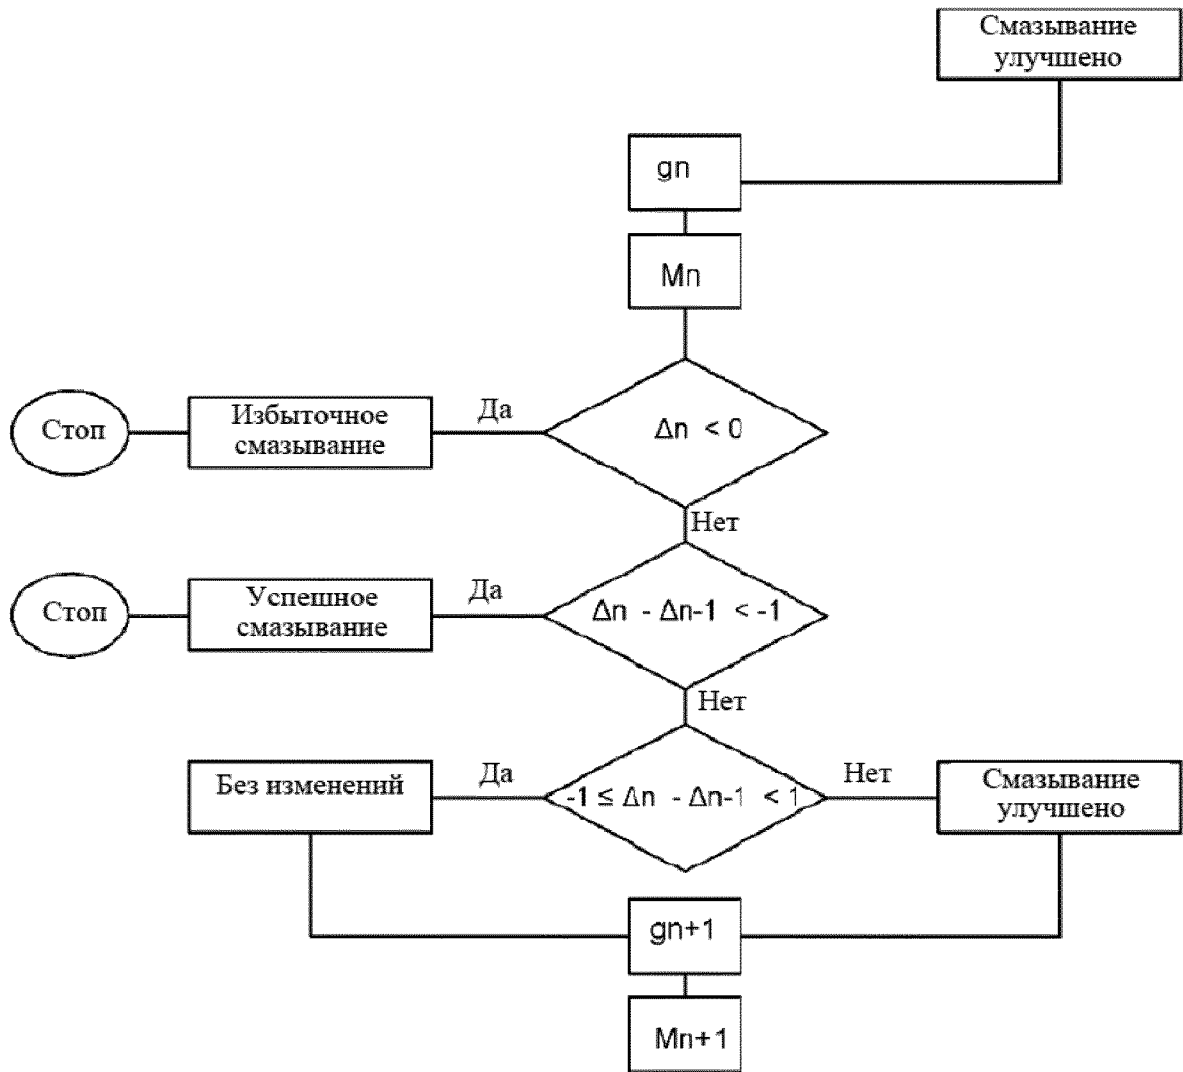 Смазывание
улучшено
gn
Mn
Стоп
Избыточное
смазывание
Да
Δn < 0
Нет
Стоп
Успешное
смазывание
Да
Δn - Δn-1 < -1
Нет
Без изменений
Да
-1 ≤ Δn - Δn-1 < 1
Нет
Смазывание
улучшено
gn+1
Mn+1